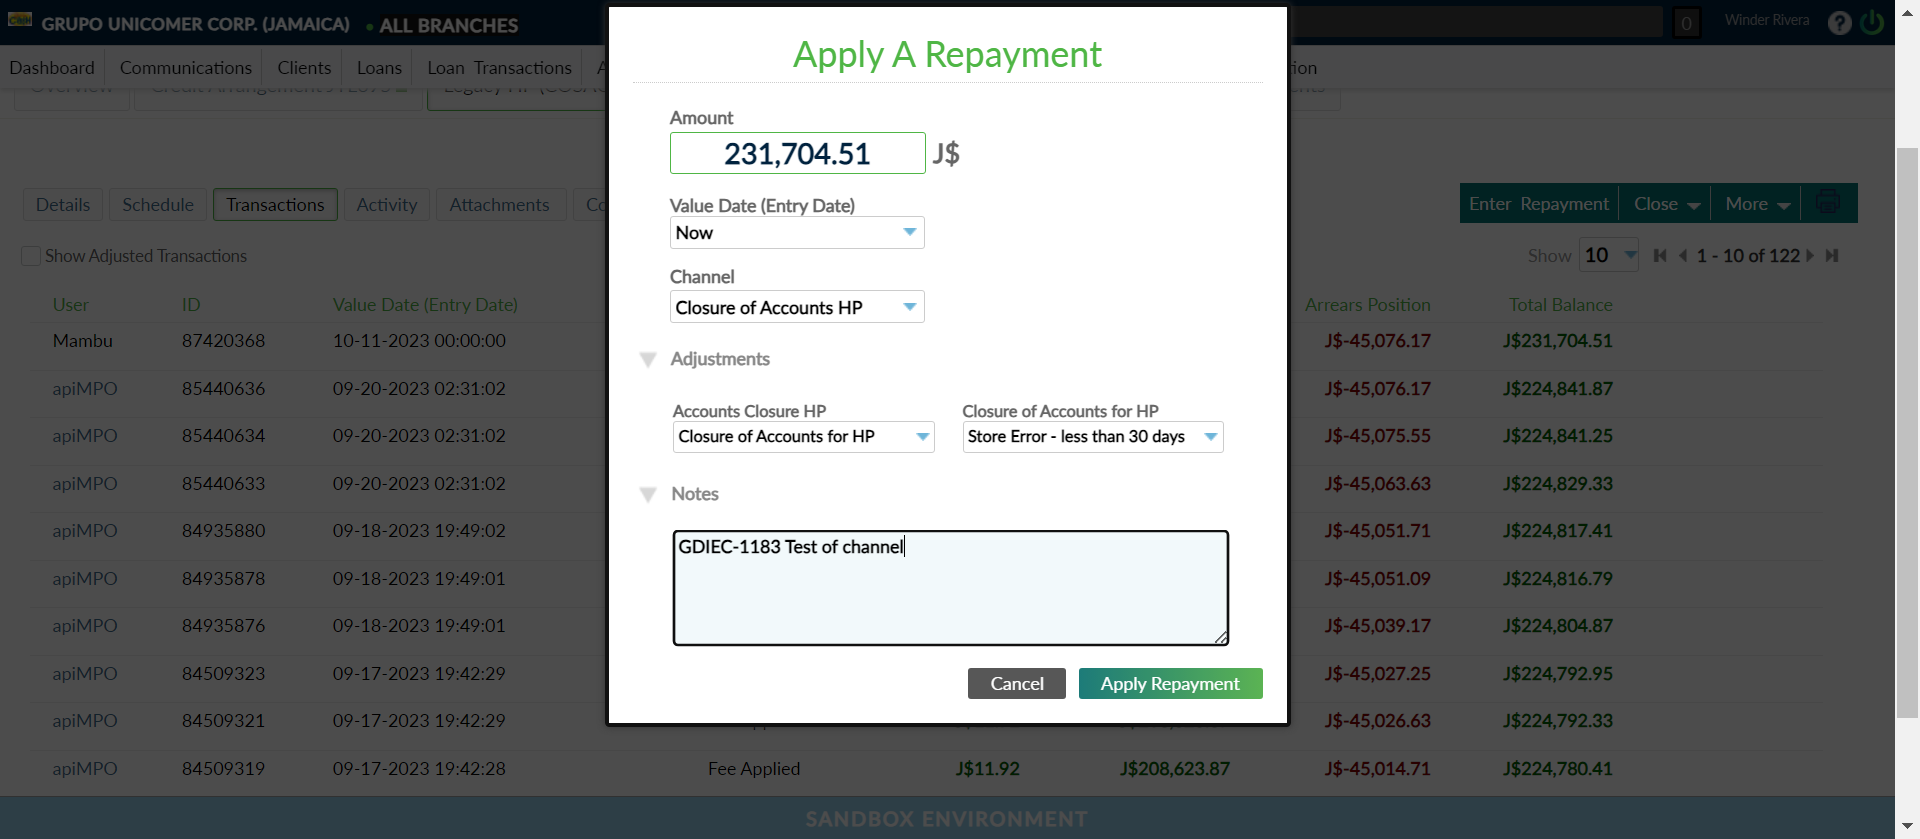 GRUPO UNICOMER CORP. (JAMAICA) • ALL BRANCHES
0 Winder Rivera ?
Dashboard Communications Clients Loans Loan Transactions
Apply A Repayment
Amount
231,704.51 J$
Value Date (Entry Date)
Now
Channel
Closure of Accounts HP
Adjustments
Accounts Closure HP Closure of Accounts for HP
Closure of Accounts for HP Store Error - less than 30 days
Notes
GDIEC-1183 Test of channel
Cancel Apply Repayment
Details Schedule Transactions Activity Attachments
Enter Repayment Close More
Show Adjusted Transactions
Show 10 1 - 10 of 122
User ID Value Date (Entry Date) Arrears Position Total Balance
Mambu 87420368 10-11-2023 00:00:00 J$-45,076.17 J$231,704.51
apiMPO 85440636 09-20-2023 02:31:02 J$-45,076.17 J$224,841.87
apiMPO 85440634 09-20-2023 02:31:02 J$-45,075.55 J$224,841.25
apiMPO 85440633 09-20-2023 02:31:02 J$-45,063.63 J$224,829.33
apiMPO 84935880 09-18-2023 19:49:02 J$-45,051.71 J$224,817.41
apiMPO 84935878 09-18-2023 19:49:01 J$-45,051.09 J$224,816.79
apiMPO 84935876 09-18-2023 19:49:01 J$-45,039.17 J$224,804.87
apiMPO 84509323 09-17-2023 19:42:29 J$-45,027.25 J$224,792.95
apiMPO 84509321 09-17-2023 19:42:29 J$-45,026.63 J$224,792.33
apiMPO 84509319 09-17-2023 19:42:28 Fee Applied J$11.92 J$208,623.87 J$-45,014.71 J$224,780.41
SANDBOX ENVIRONMENT